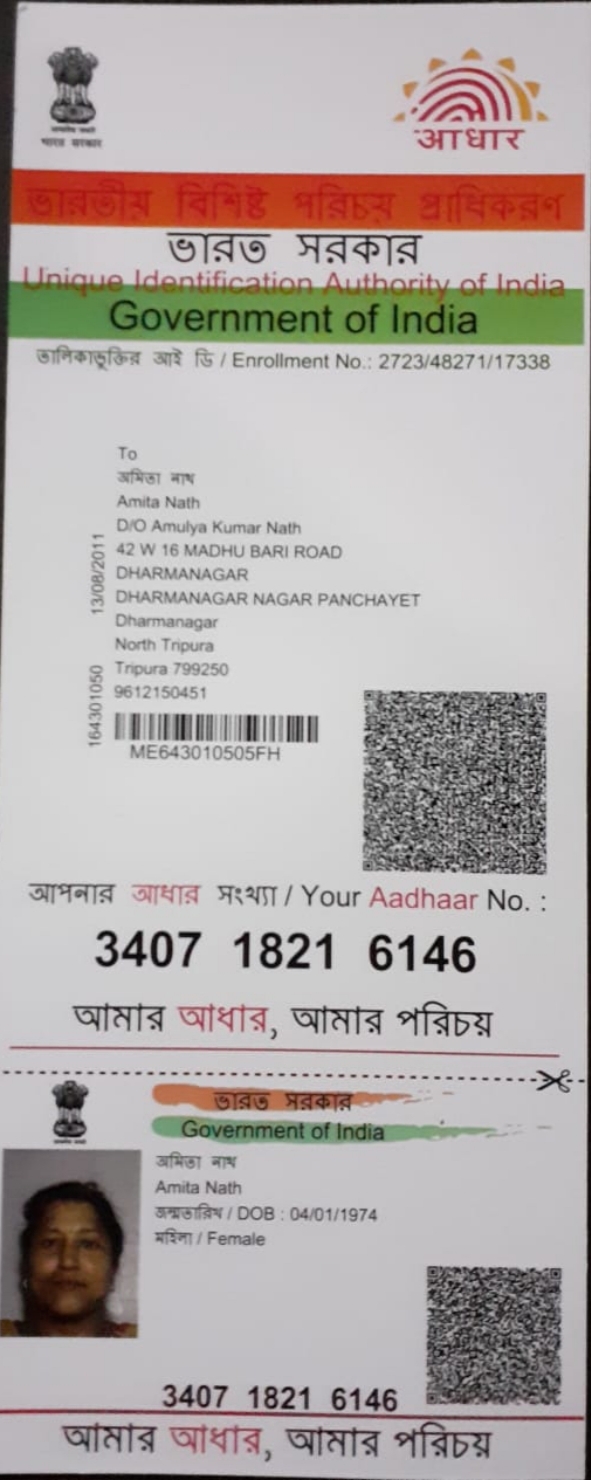 भारत सरकार
आधार
ভারতীয় বিশিষ্ট পরিচয় প্রাধিকরণ
ভারত সরকার
Unique Identification Authority of India
Government of India
তালিকাভুক্তির আই ডি / Enrollment No.: 2723/48271/17338
To
অমিতা নাথ
Amita Nath
D/O Amulya Kumar Nath
42 W 16 MADHU BARI ROAD
DHARMANAGAR
DHARMANAGAR NAGAR PANCHAYET
Dharmanagar
North Tripura
Tripura 799250
9612150451
13/08/2011
164301050
ME643010505FH
আপনার আধার সংখ্যা / Your Aadhaar No. :
3407 1821 6146
আমার আধার, আমার পরিচয়
ভারত সরকার
Government of India
অমিতা নাথ
Amita Nath
জন্মতারিখ / DOB : 04/01/1974
মহিলা / Female
3407 1821 6146
আমার আধার, আমার পরিচয়